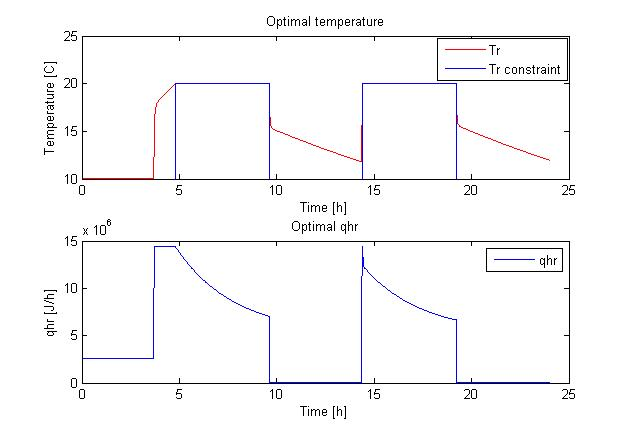 Optimal temperature
25
20
15
10
Temperature [C]
Tr
Tr constraint
0 5 10 15 20 25
Time [h]
Optimal qhr
x 10^6
15
10
5
0
qhr [J/h]
qhr
0 5 10 15 20 25
Time [h]